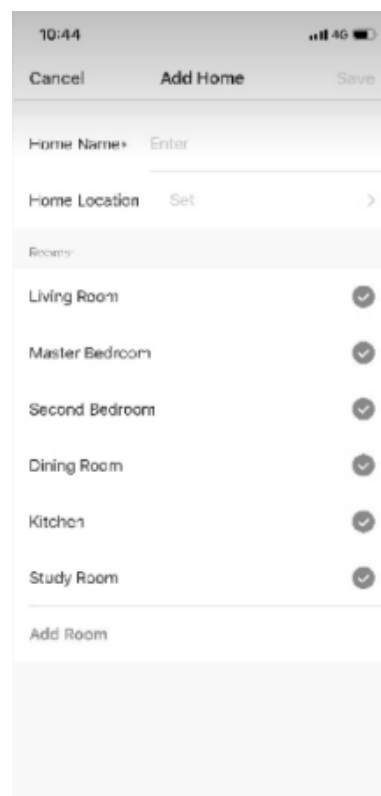 10:44 4G
Cancel Add Home Save
Home Name* Enter
Home Location Set
Rooms:
Living Room
Master Bedroom
Second Bedroom
Dining Room
Kitchen
Study Room
Add Room